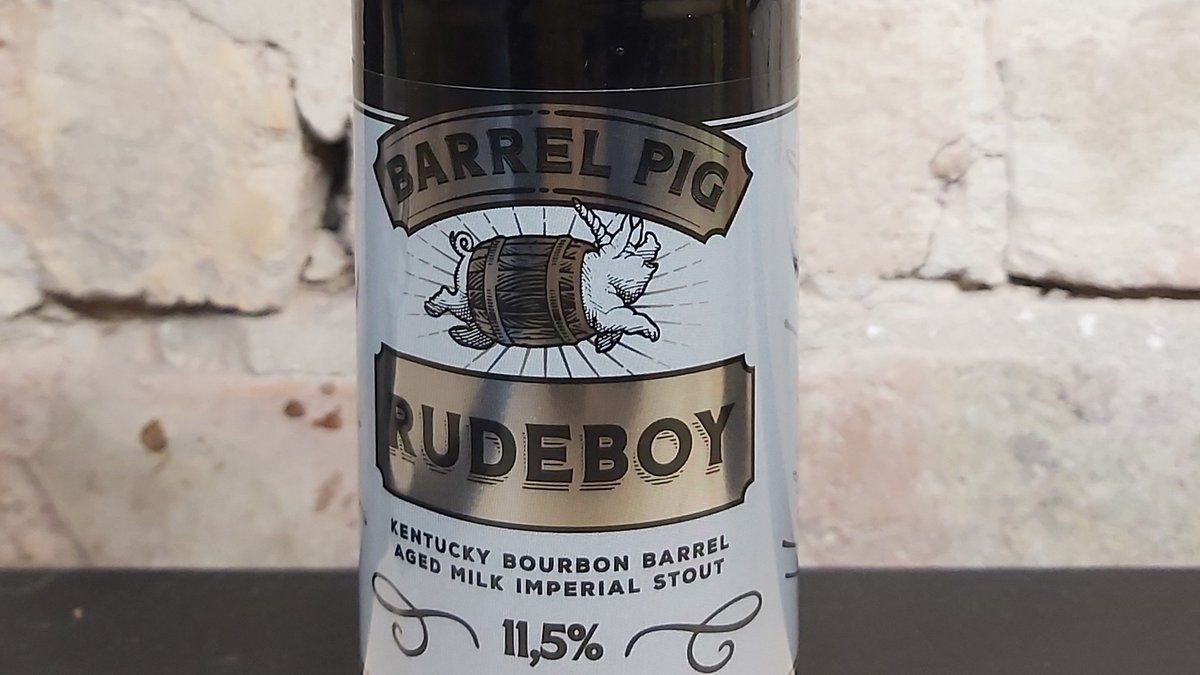 BARREL PIG
RUDEBOY
KENTUCKY BOURBON BARREL
AGED MILK IMPERIAL STOUT
11,5%